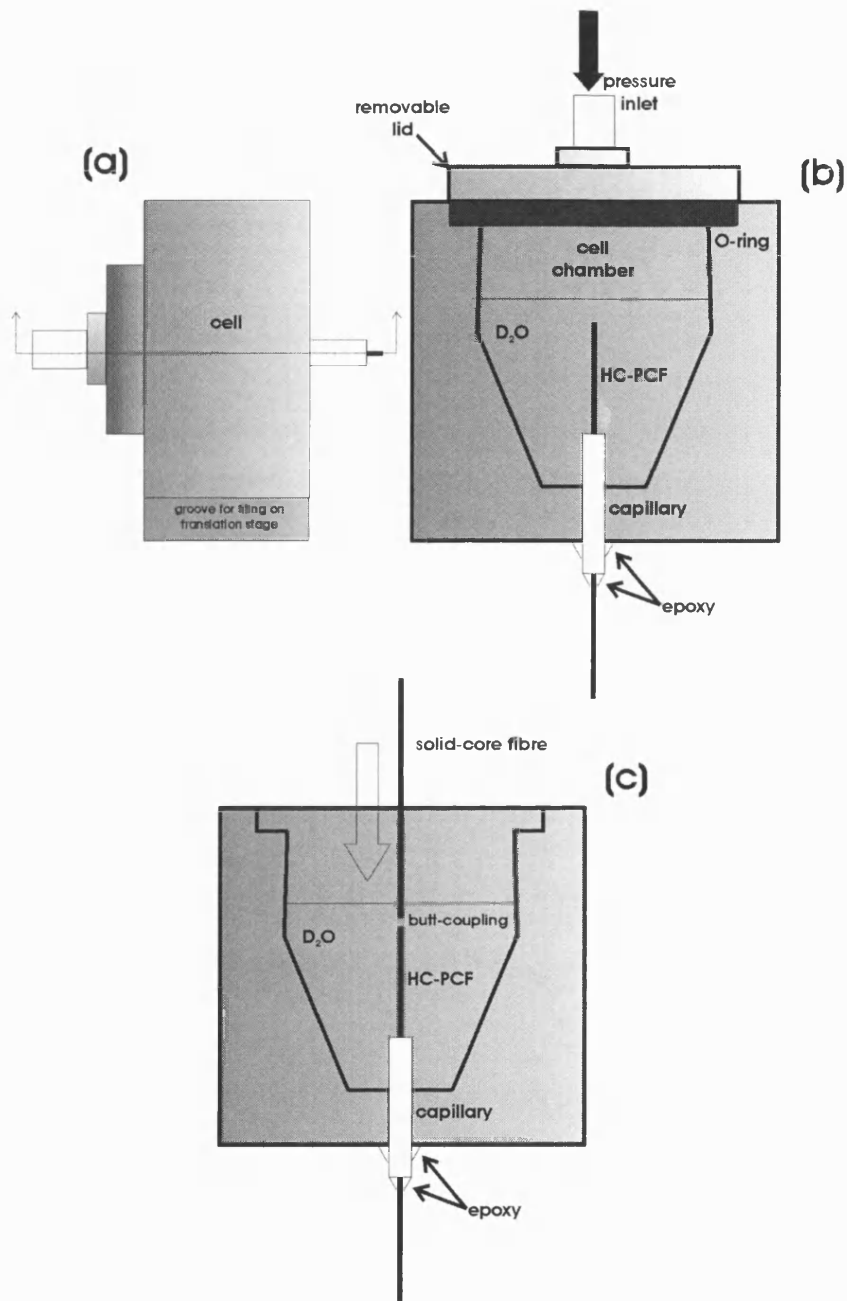 (a)
cell
groove for fitting on
translation stage
pressure
inlet
removable
lid
(b)
O-ring
cell
chamber
D₂O
HC-PCF
capillary
epoxy
solid-core fibre
(c)
butt-coupling
D₂O
HC-PCF
capillary
epoxy